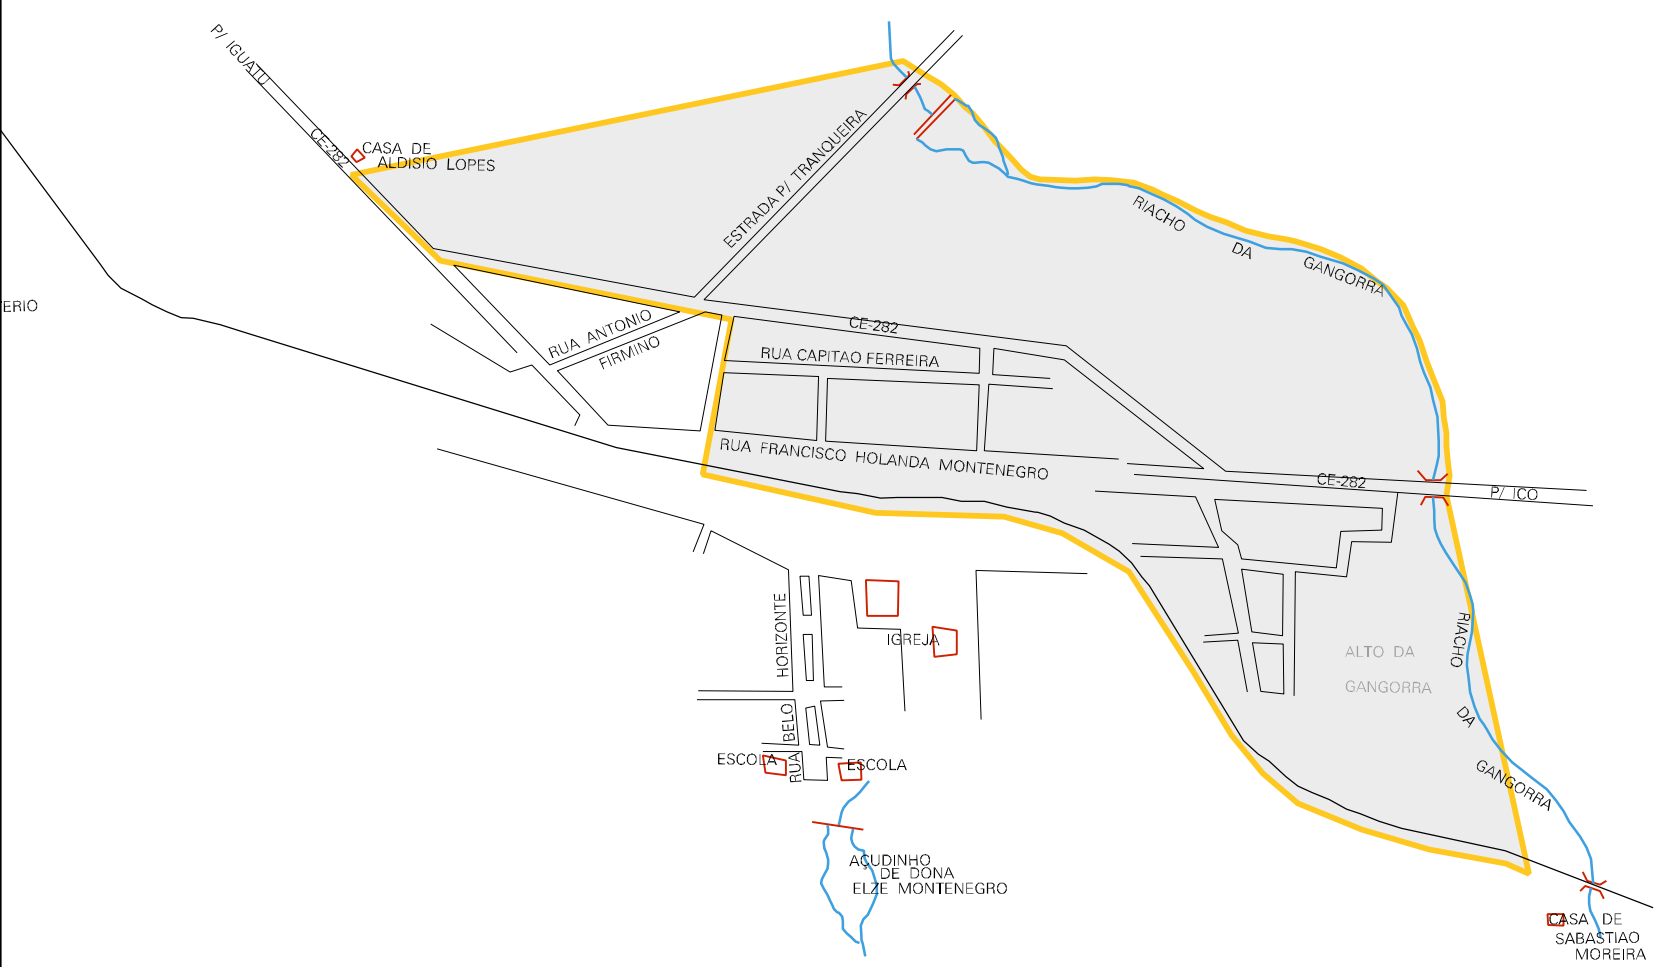 P/ IGUATU
CE-282
CASA DE
ALDISIO LOPES
ESTRADA P/ TRANQUEIRA
RIACHO
DA
GANGORRA
ERIO
RUA ANTONIO
FIRMINO
CE-282
RUA CAPITAO FERREIRA
RUA FRANCISCO HOLANDA MONTENEGRO
CE-282
P/ ICO
HORIZONTE
BELO
RUA
IGREJA
ALTO DA
GANGORRA
RIACHO
DA
GANGORRA
ESCOLA
ESCOLA
AÇUDINHO
DE DONA
ELZE MONTENEGRO
CASA DE
SABASTIAO
MOREIRA